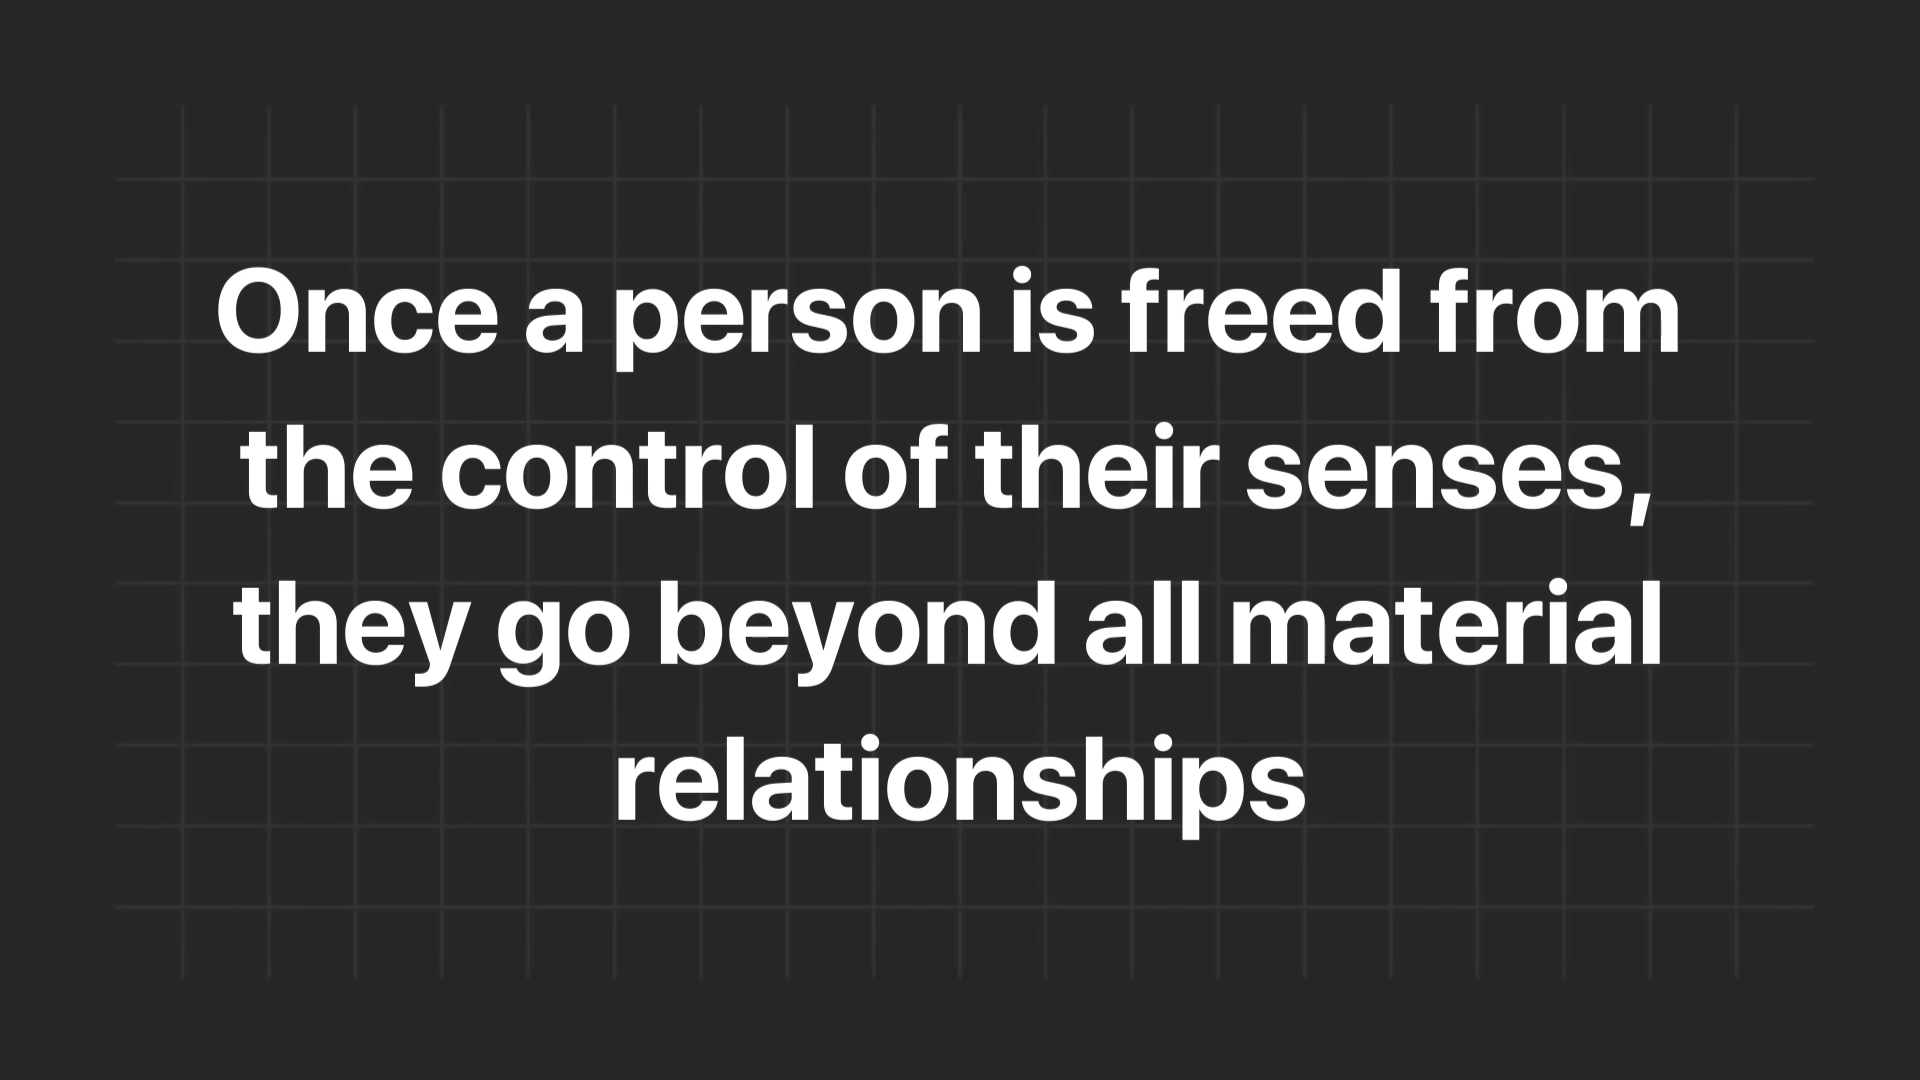 Once a person is freed from
the control of their senses,
they go beyond all material
relationships